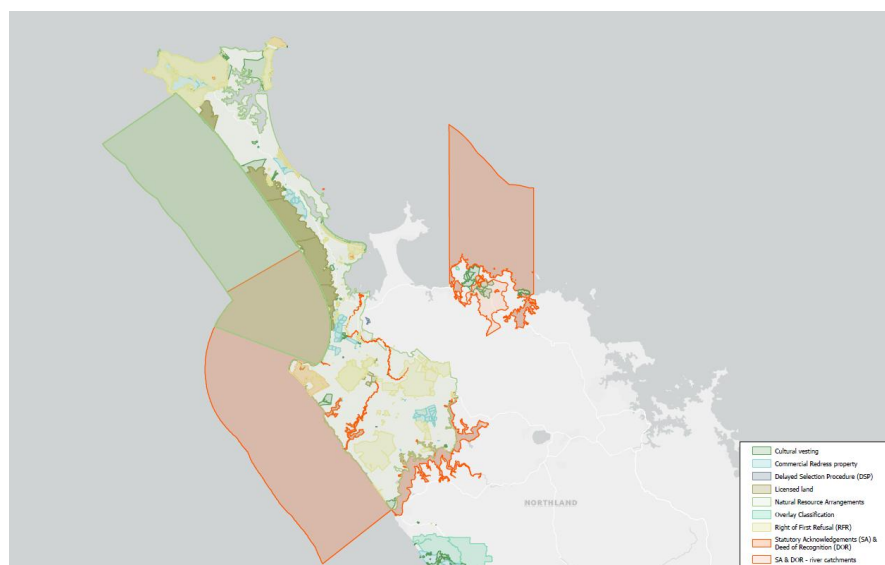 NORTHLAND
Cultural vesting
Commercial Redress property
Delayed Selection Procedure (DSP)
Licensed land
Natural Resource Arrangements
Overlay Classification
Right of First Refusal (RFR)
Statutory Acknowledgements (SA) &
Deed of Recognition (DOR)
SA & DOR - river catchments